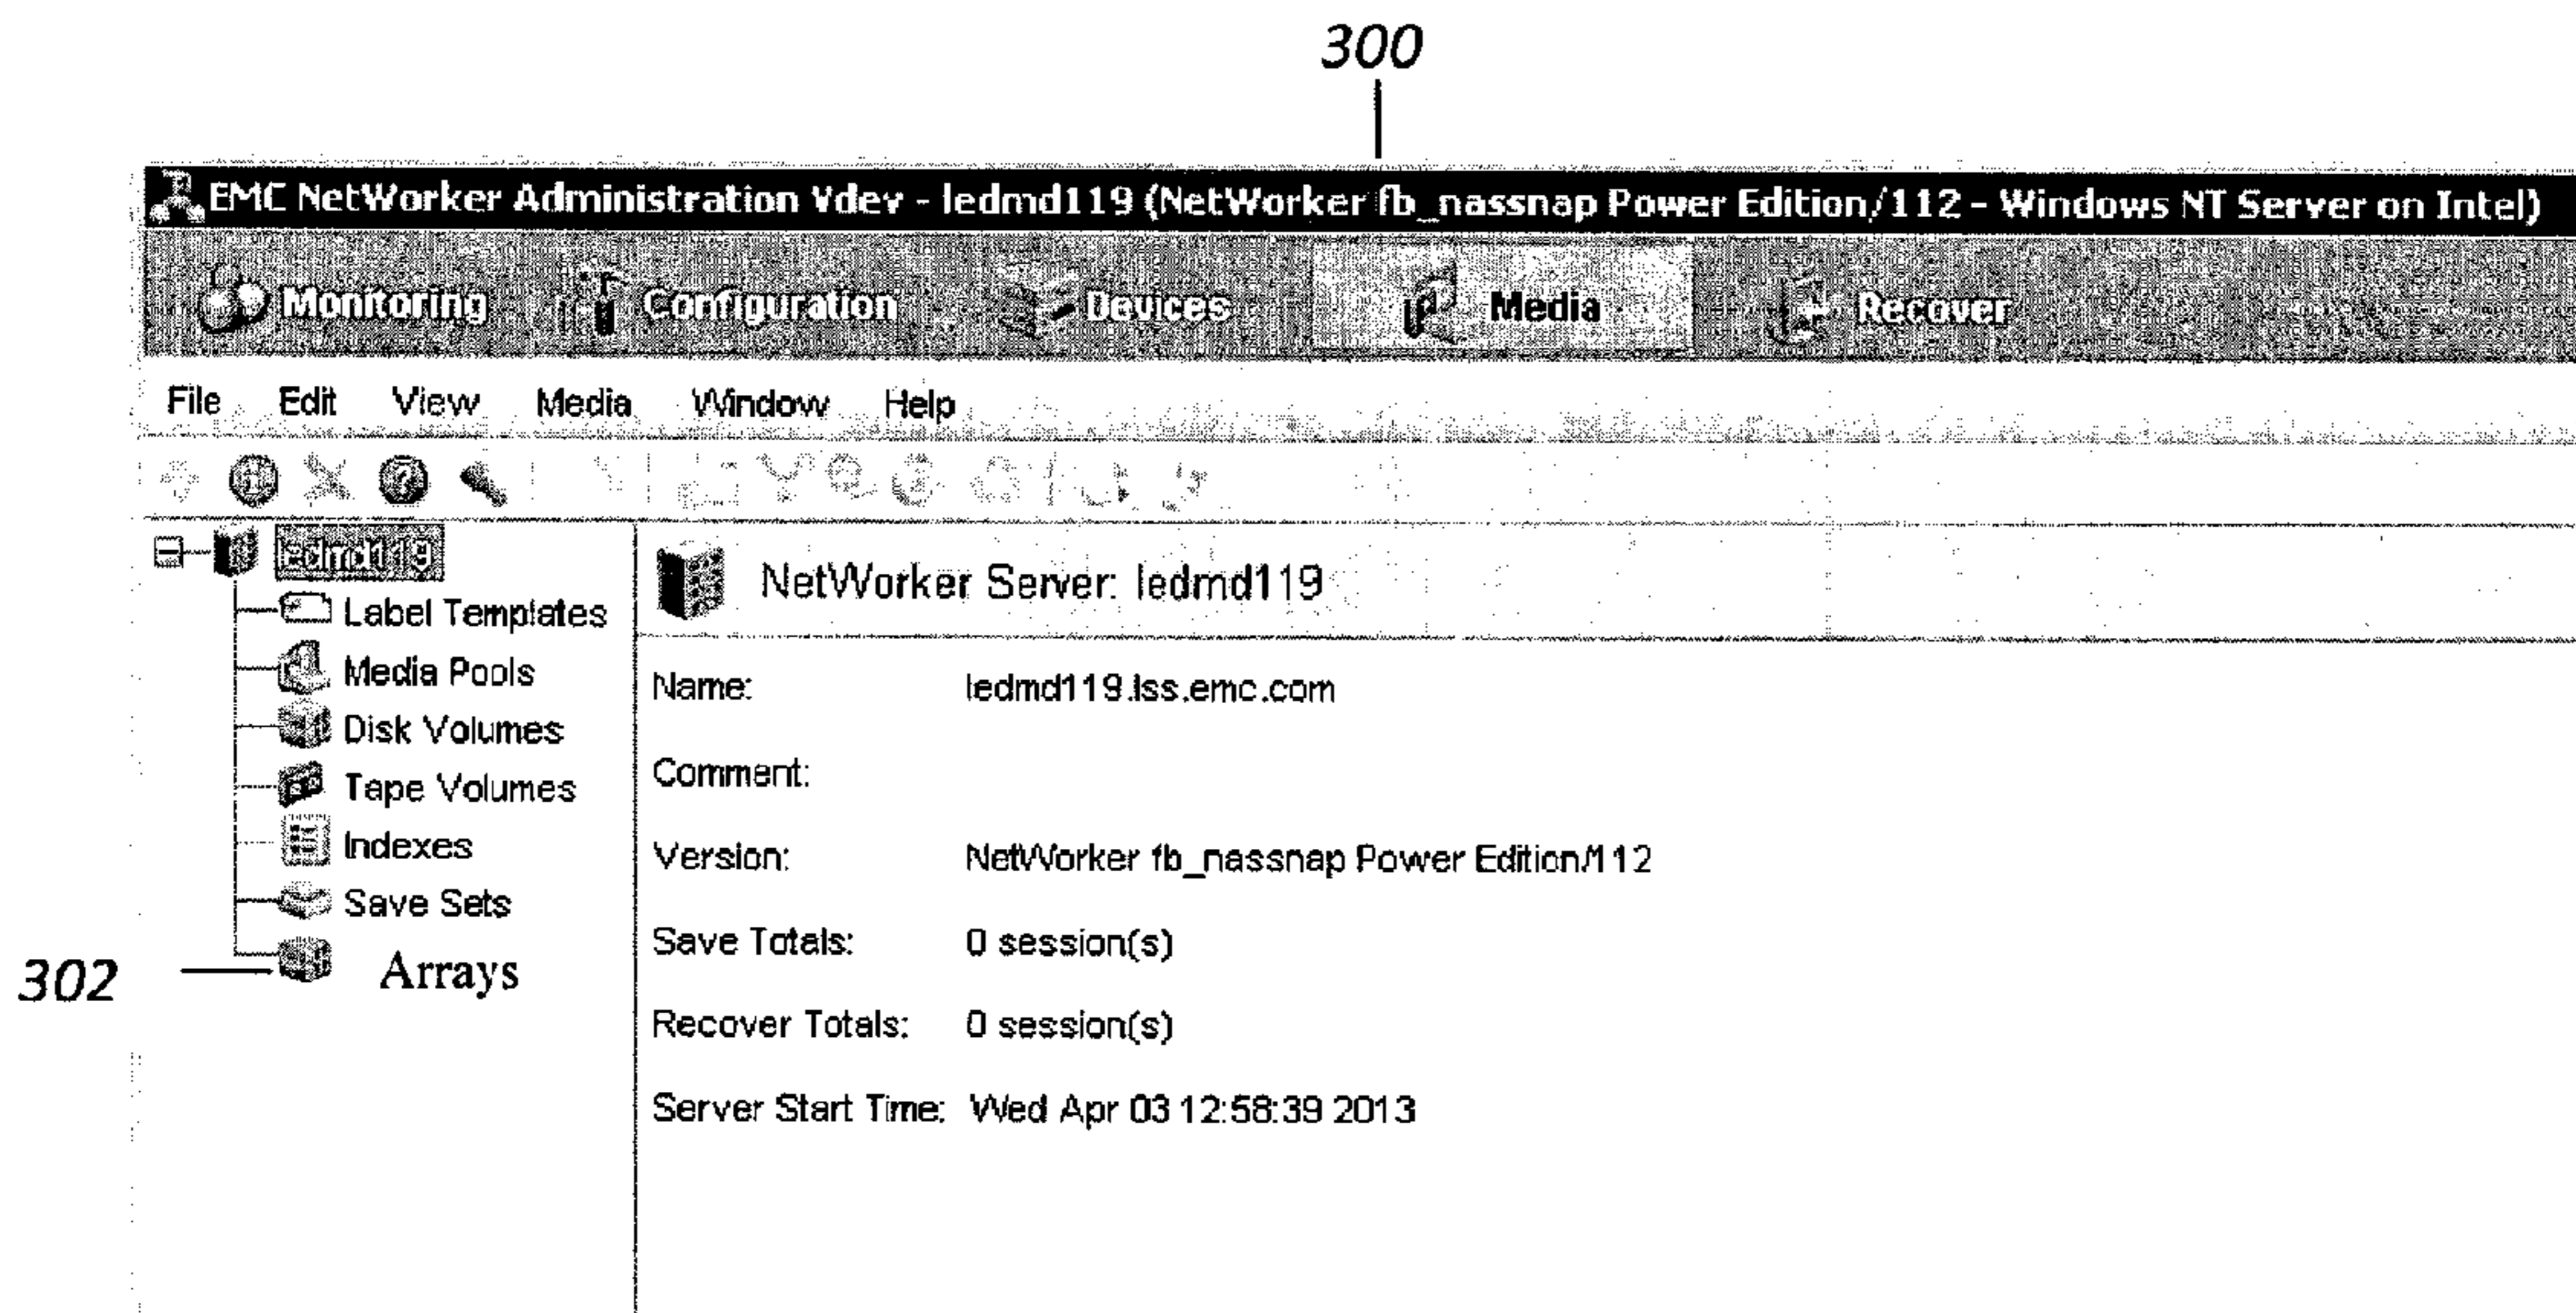 300
EMC NetWorker Administration Vdev - ledmd119 (NetWorker fb_nassnap Power Edition/112 - Windows NT Server on Intel)
Monitoring Configuration Devices Media Recover
File Edit View Media Window Help
ledmd119
Label Templates
Media Pools
Disk Volumes
Tape Volumes
Indexes
Save Sets
302 Arrays
NetWorker Server: ledmd119
Name: ledmd119.lss.emc.com
Comment:
Version: NetWorker fb_nassnap Power Edition/112
Save Totals: 0 session(s)
Recover Totals: 0 session(s)
Server Start Time: Wed Apr 03 12:58:39 2013